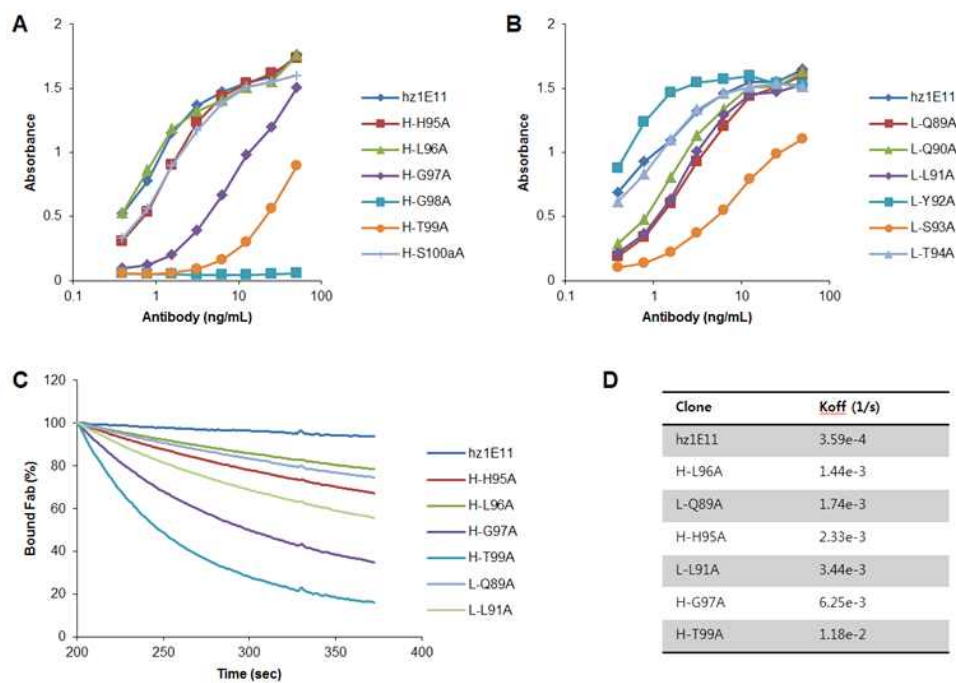 A
2
1.5
1
0.5
0
0.1
1
10
100
Absorbance
Antibody (ng/mL)
hz1E11
H-H95A
H-L96A
H-G97A
H-G98A
H-T99A
H-S100aA
B
2
1.5
1
0.5
0
0.1
1
10
100
Absorbance
Antibody (ng/mL)
hz1E11
L-Q89A
L-Q90A
L-L91A
L-Y92A
L-S93A
L-T94A
C
120
100
80
60
40
20
0
200
250
300
350
400
Bound Fab (%)
Time (sec)
hz1E11
H-H95A
H-L96A
H-G97A
H-T99A
L-Q89A
L-L91A
D
Clone Koff (1/s)
hz1E11 3.59e-4
H-L96A 1.44e-3
L-Q89A 1.74e-3
H-H95A 2.33e-3
L-L91A 3.44e-3
H-G97A 6.25e-3
H-T99A 1.18e-2